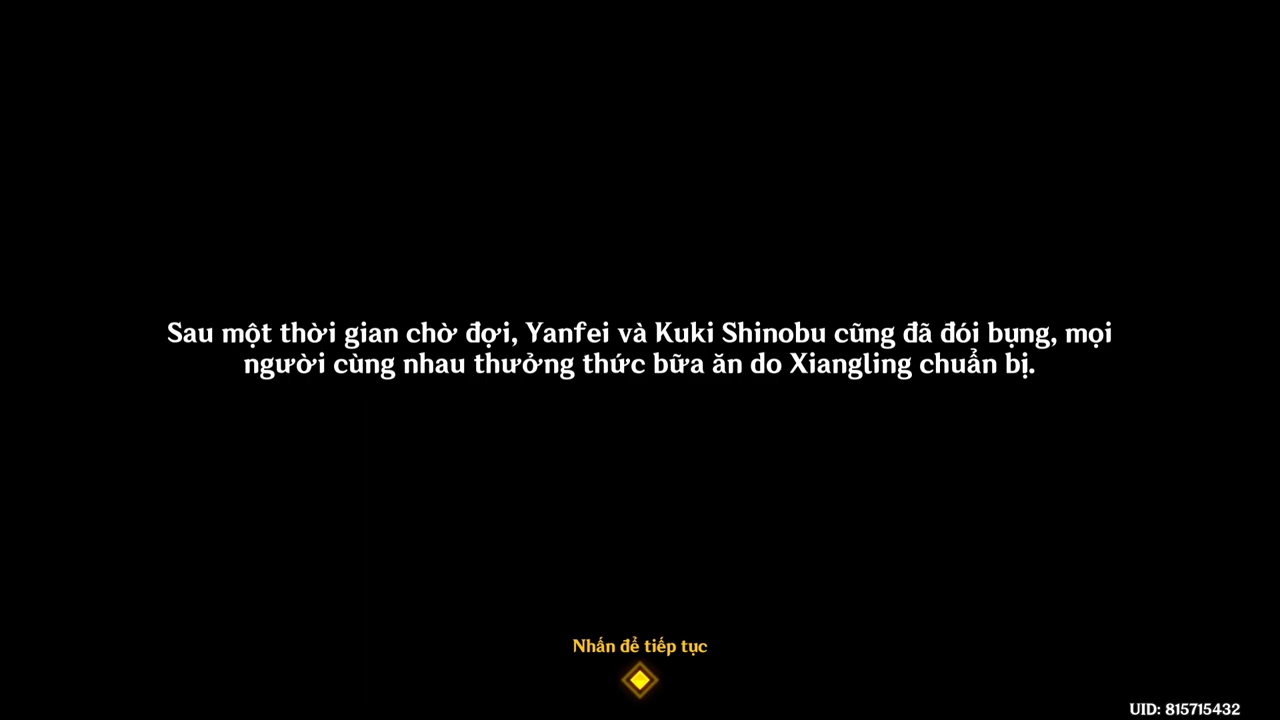 Sau một thời gian chờ đợi, Yanfei và Kuki Shinobu cũng đã đói bụng, mọi
người cùng nhau thưởng thức bữa ăn do Xiangling chuẩn bị.
Nhấn để tiếp tục
UID: 815715432